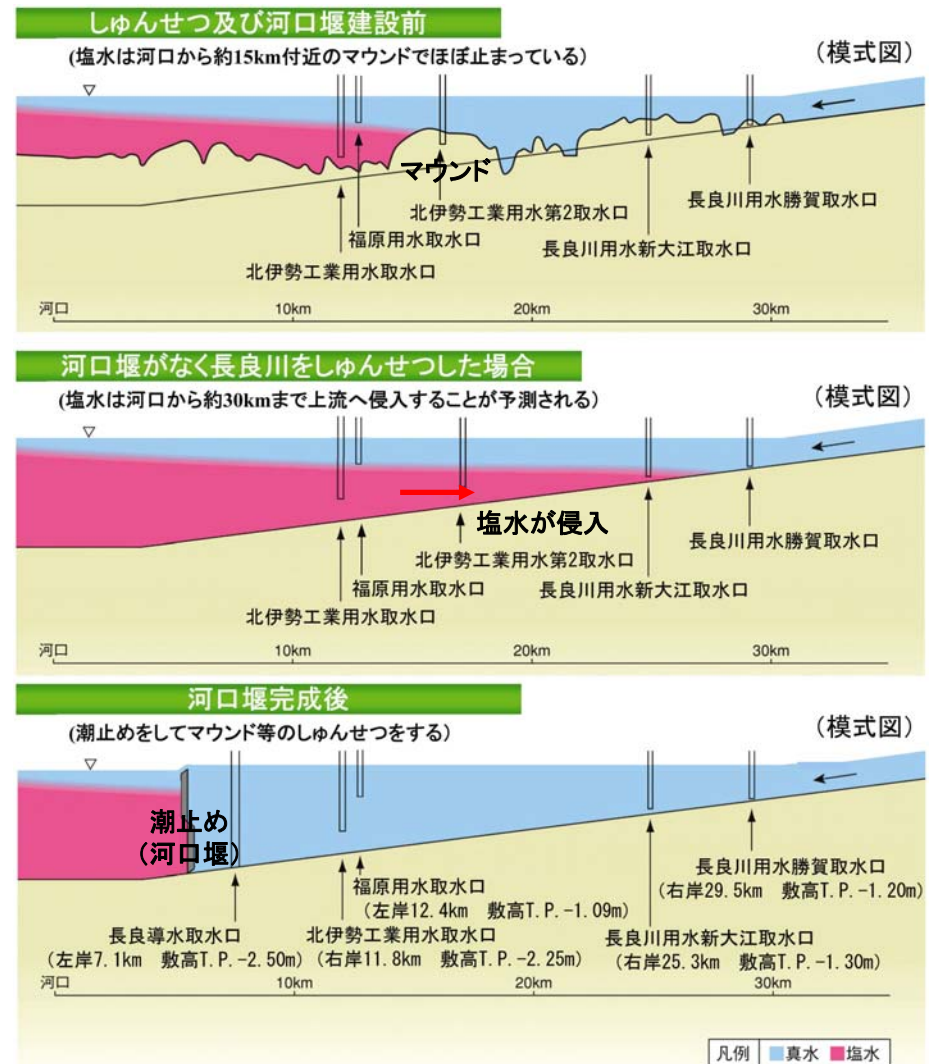 しゅんせつ及び河口堰建設前
(塩水は河口から約15km付近のマウンドでほぼ止まっている)
(模式図)
▽
マウンド
北伊勢工業用水第2取水口
長良川用水勝賀取水口
福原用水取水口
長良川用水新大江取水口
北伊勢工業用水取水口
河口 10km 20km 30km
河口堰がなく長良川をしゅんせつした場合
(塩水は河口から約30kmまで上流へ侵入することが予測される)
(模式図)
▽
塩水が侵入
長良川用水勝賀取水口
北伊勢工業用水第2取水口
福原用水取水口
長良川用水新大江取水口
北伊勢工業用水取水口
河口 10km 20km 30km
河口堰完成後
(潮止めをしてマウンド等のしゅんせつをする)
(模式図)
▽
潮止め
(河口堰)
長良川用水勝賀取水口
(右岸29.5km 敷高T.P.-1.20m)
福原用水取水口
(左岸12.4km 敷高T.P.-1.09m)
長良導水取水口
(左岸7.1km 敷高T.P.-2.50m)
北伊勢工業用水取水口
(右岸11.8km 敷高T.P.-2.25m)
長良川用水新大江取水口
(右岸25.3km 敷高T.P.-1.30m)
河口 10km 20km 30km
凡例 真水 塩水